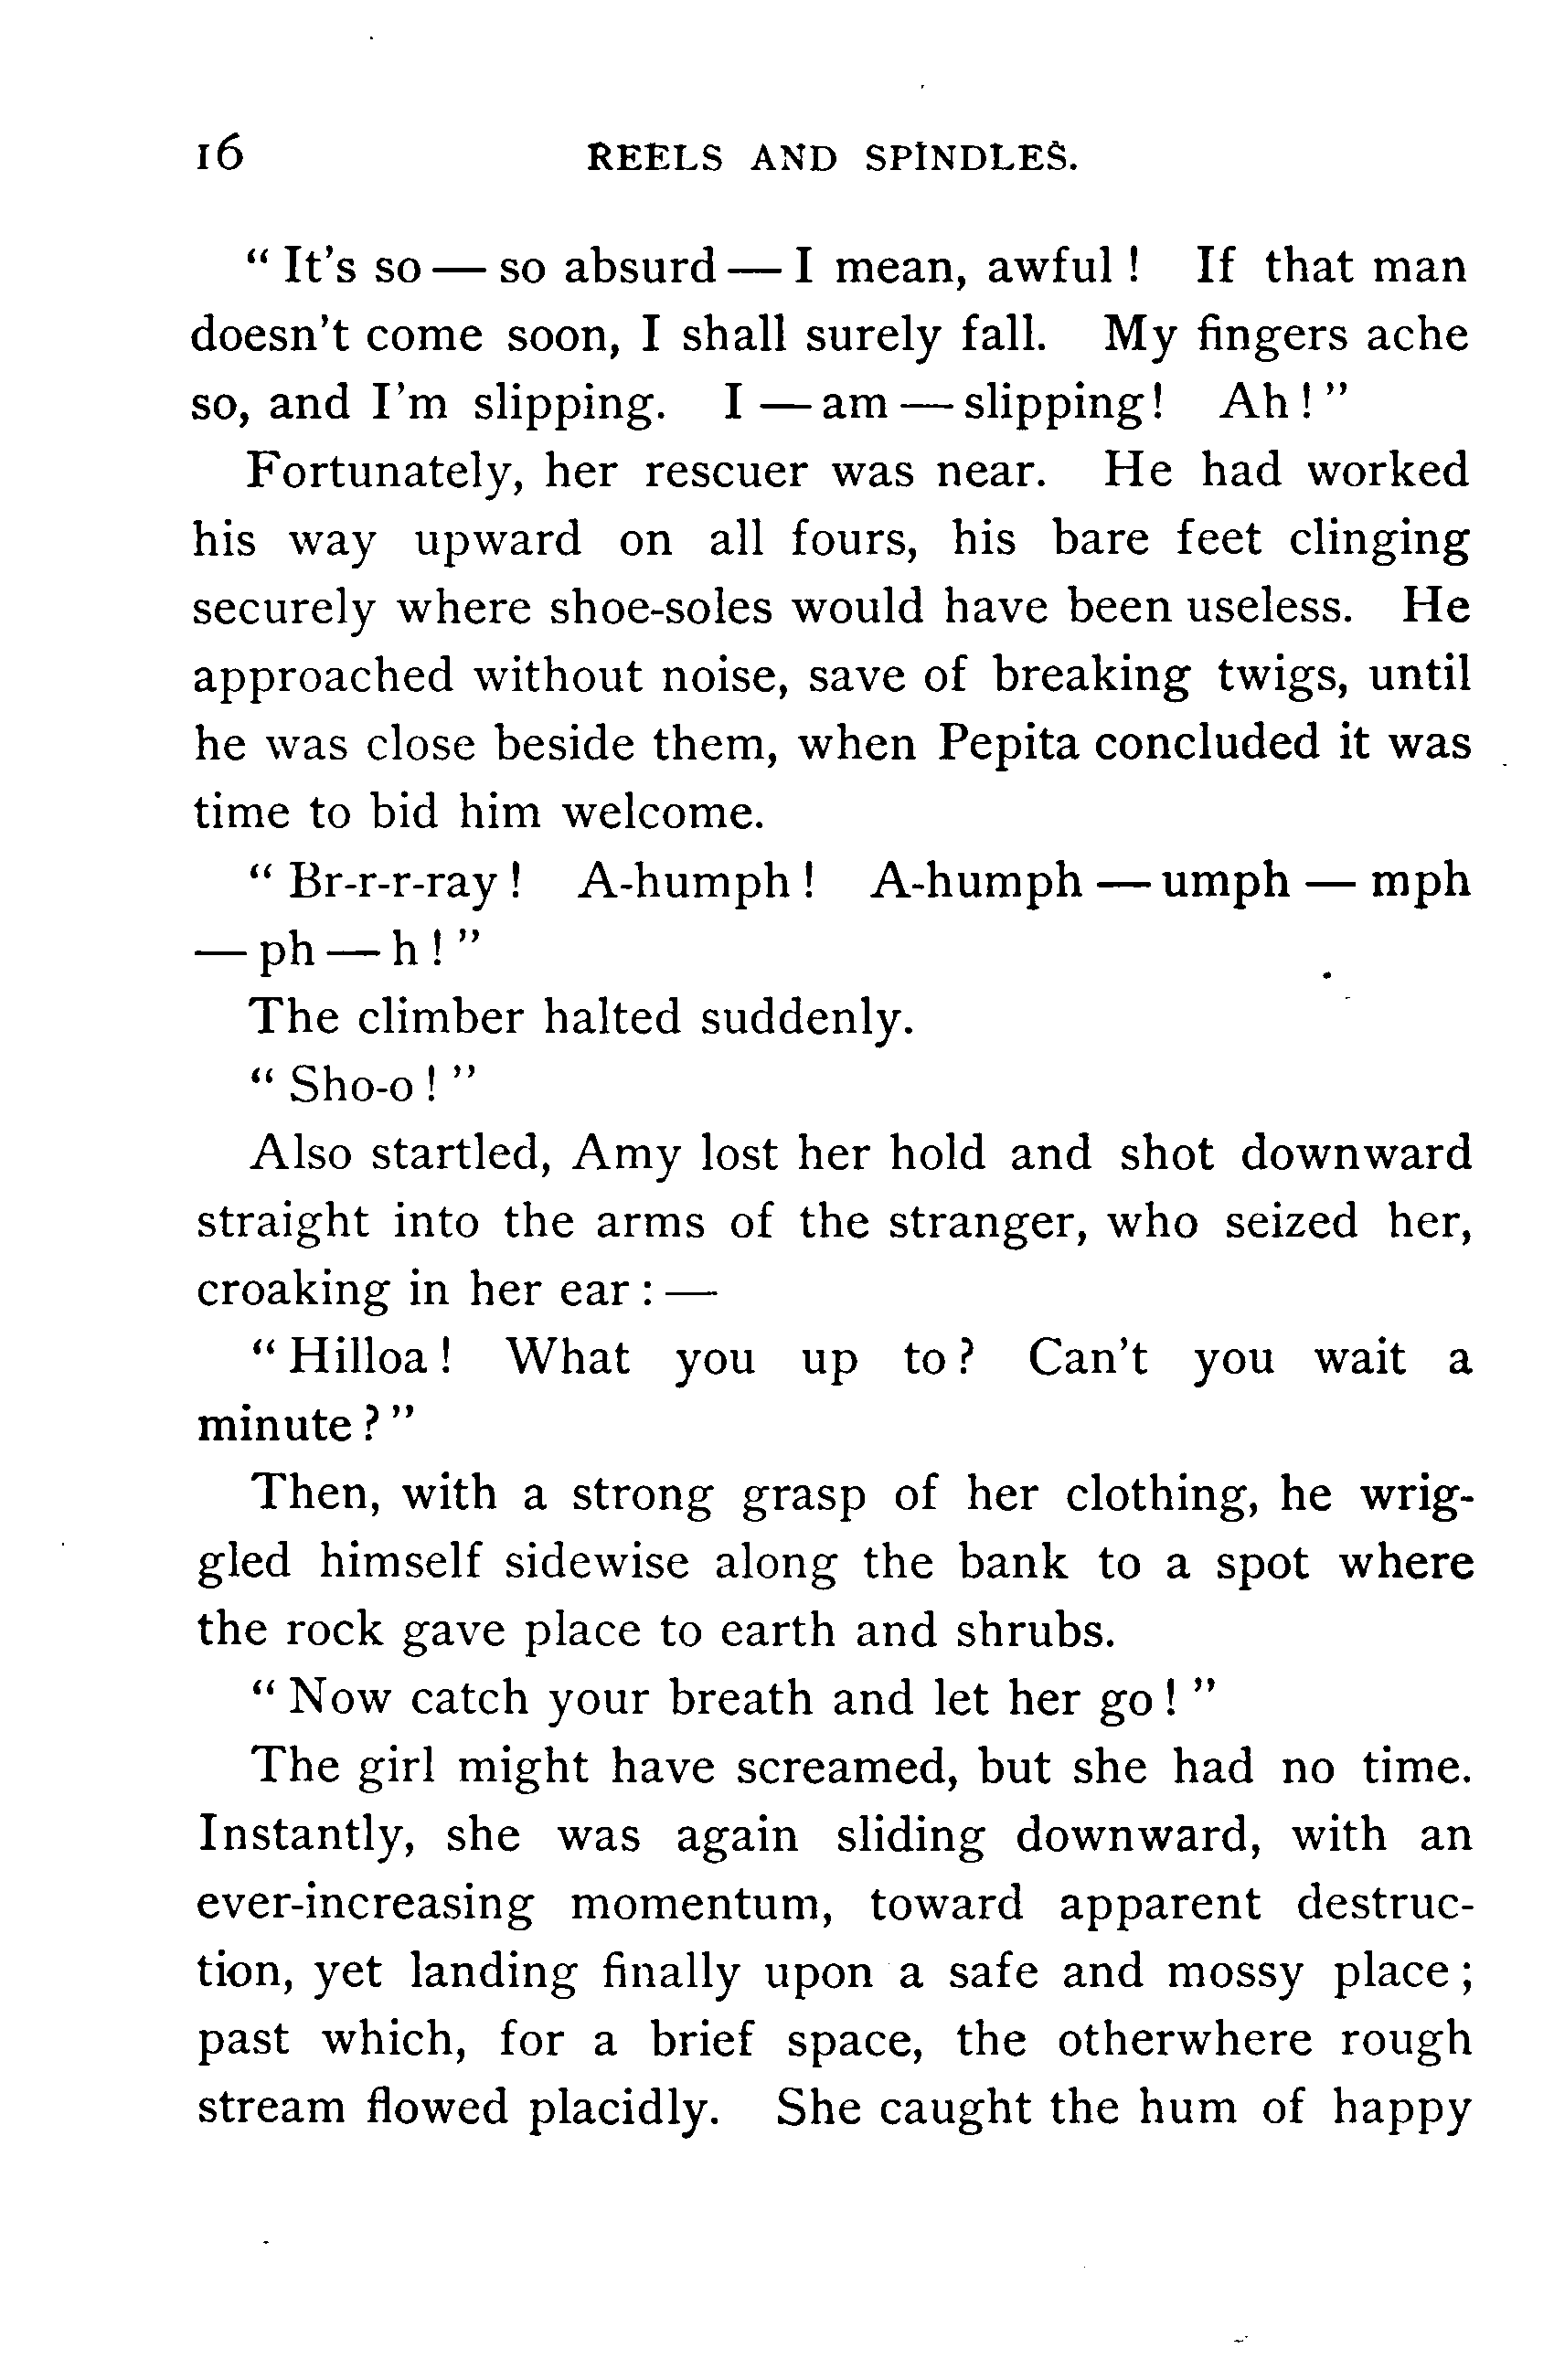 16 REELS AND SPINDLES.
“ It’s so — so absurd — I mean, awful ! If that man
doesn’t come soon, I shall surely fall. My fingers ache
so, and I’m slipping. I — am — slipping! Ah ! ”
Fortunately, her rescuer was near. He had worked
his way upward on all fours, his bare feet clinging
securely where shoe-soles would have been useless. He
approached without noise, save of breaking twigs, until
he was close beside them, when Pepita concluded it was
time to bid him welcome.
“ Br-r-r-ray ! A-humph ! A-humph — umph — mph
— ph — h ! ”
The climber halted suddenly.
“ Sho-o ! ”
Also startled, Amy lost her hold and shot downward
straight into the arms of the stranger, who seized her,
croaking in her ear : —
“ Hilloa ! What you up to ? Can’t you wait a
minute ? ”
Then, with a strong grasp of her clothing, he wrig-
gled himself sidewise along the bank to a spot where
the rock gave place to earth and shrubs.
“ Now catch your breath and let her go ! ”
The girl might have screamed, but she had no time.
Instantly, she was again sliding downward, with an
ever-increasing momentum, toward apparent destruc-
tion, yet landing finally upon a safe and mossy place ;
past which, for a brief space, the otherwhere rough
stream flowed placidly. She caught the hum of happy